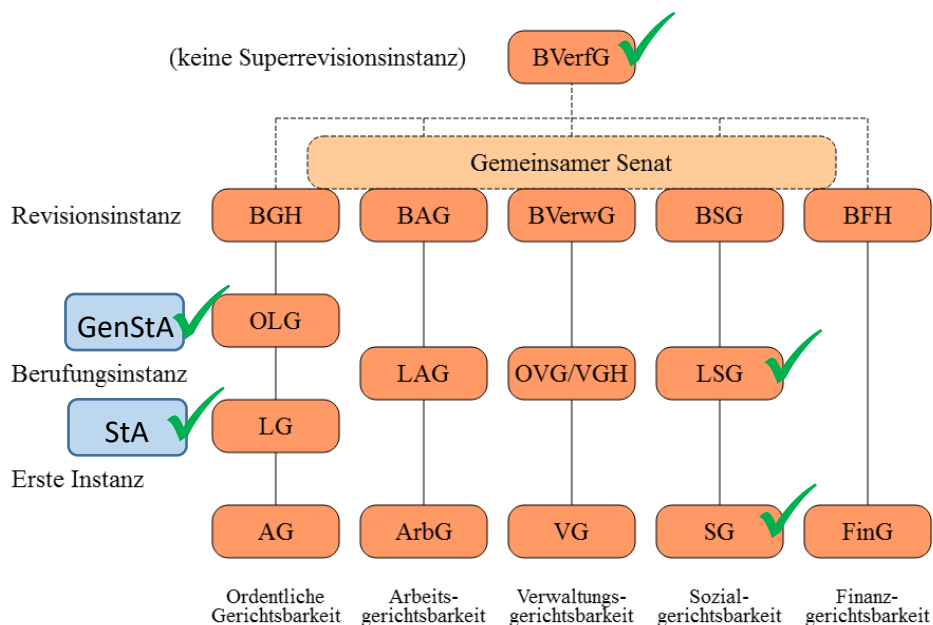 (keine Superrevisionsinstanz) BVerfG
Gemeinsamer Senat
Revisionsinstanz BGH BAG BVerwG BSG BFH
GenStA OLG
Berufungsinstanz LAG OVG/VGH LSG
StA LG
Erste Instanz
AG ArbG VG SG FinG
Ordentliche Gerichtsbarkeit
Arbeits-
gerichtsbarkeit
Verwaltungs-
gerichtsbarkeit
Sozial-
gerichtsbarkeit
Finanz-
gerichtsbarkeit